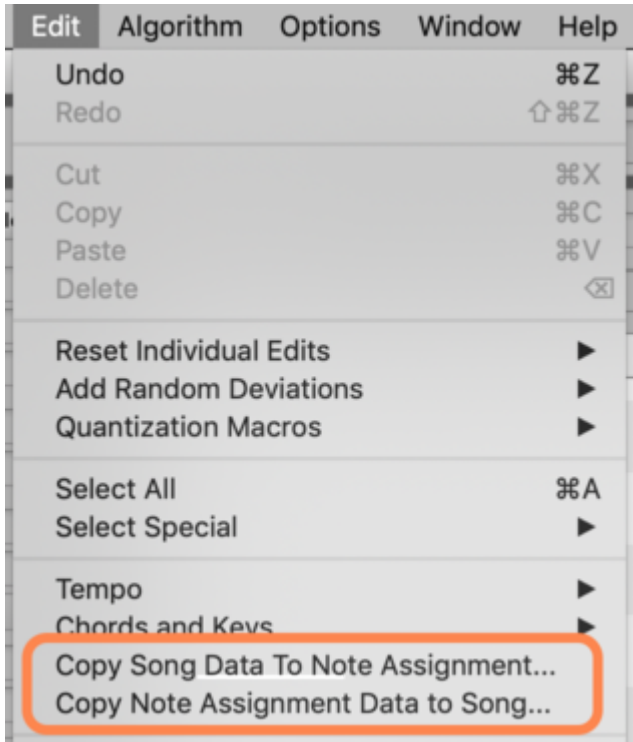 Edit Algorithm Options Window Help
Undo ⌘Z
Redo ⇧⌘Z
Cut ⌘X
Copy ⌘C
Paste ⌘V
Delete ⌫
Reset Individual Edits ▶
Add Random Deviations ▶
Quantization Macros ▶
Select All ⌘A
Select Special ▶
Tempo ▶
Chords and Keys ▶
Copy Song Data To Note Assignment...
Copy Note Assignment Data to Song...